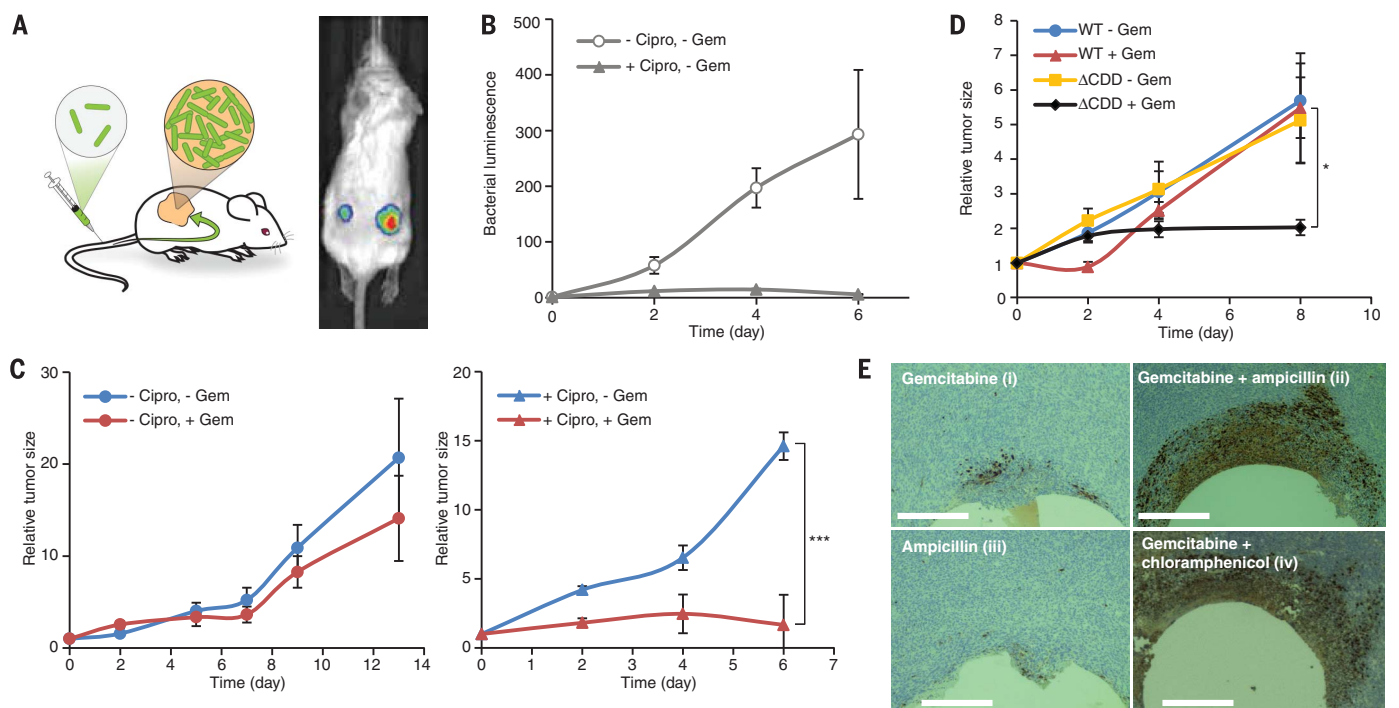 A
B
500
400
300
200
100
0
0
2
4
6
Bacterial luminescence
Time (day)
- Cipro, - Gem
+ Cipro, - Gem
D
8
7
6
5
4
3
2
1
0
0
2
4
6
8
10
Relative tumor size
Time (day)
WT - Gem
WT + Gem
ΔCDD - Gem
ΔCDD + Gem
*
C
30
20
10
0
0
2
4
6
8
10
12
14
Relative tumor size
Time (day)
- Cipro, - Gem
- Cipro, + Gem
20
15
10
5
0
0
1
2
3
4
5
6
7
Relative tumor size
Time (day)
+ Cipro, - Gem
+ Cipro, + Gem
***
E
Gemcitabine (i)
Gemcitabine + ampicillin (ii)
Ampicillin (iii)
Gemcitabine +
chloramphenicol (iv)